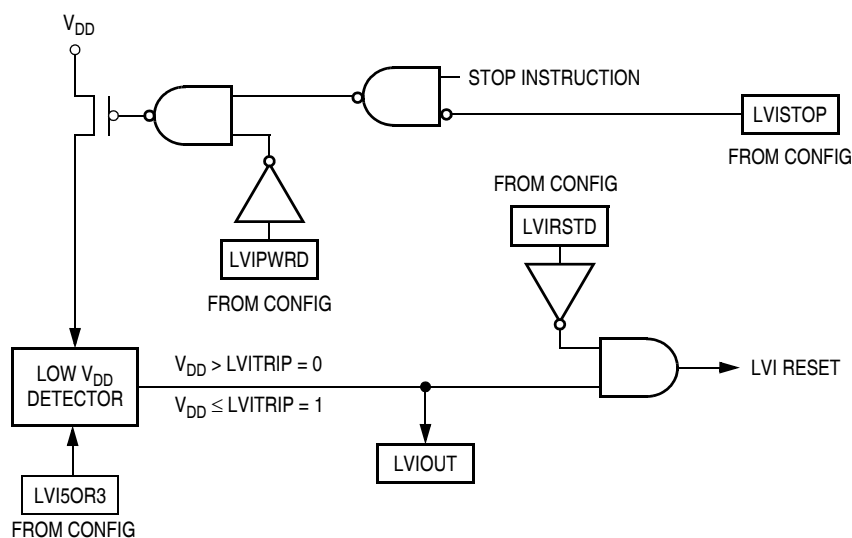 VDD
STOP INSTRUCTION
LVISTOP
FROM CONFIG
FROM CONFIG
LVIRSTD
LVIPWRD
FROM CONFIG
LOW VDD
DETECTOR
VDD > LVITRIP = 0
VDD ≤ LVITRIP = 1
LVI RESET
LVIOUT
LVI5OR3
FROM CONFIG